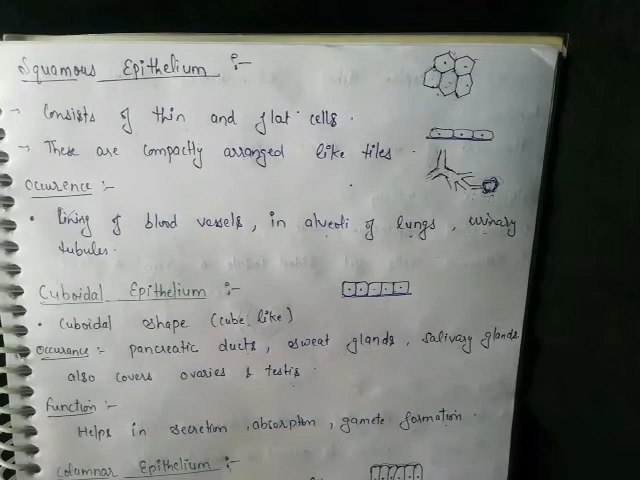 Squamous Epithelium :-
→ Consists of thin and flat cells.
→ These are compactly arranged like tiles.
Occurence :-
• Lining of blood vessels, in alveoli of lungs, urinary
tubules.
Cuboidal Epithelium :-
• Cuboidal shape (cube like)
Occurance :- pancreatic ducts, sweat glands, salivary glands
also covers ovaries & testis.
Function :-
Helps in secretion, absorption, gamete formation.
Columnar Epithelium :-